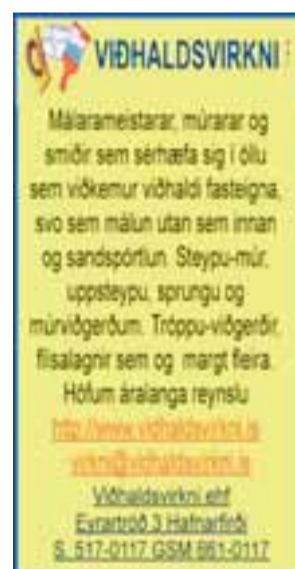 VIÐHALDSVIRKNI
Málarameistarar, múrarar og
smiðir sem sérhæfa sig í öllu
sem viðkemur viðhaldi fasteigna,
svo sem málun utan sem innan
og sandspörtlun. Steypu-múr,
uppsteypu, sprungu og
múrviðgerðum. Tröppu-viðgerðir,
flísalagnir sem og margt fleira.
Höfum áralanga reynslu
http://www.vidhaldsvirkni.is
virkni@vidhaldsvirkni.is
Viðhaldsvirkni ehf
Eyrartröð 3 Hafnarfirði
S. 517-0117 GSM 661-0117